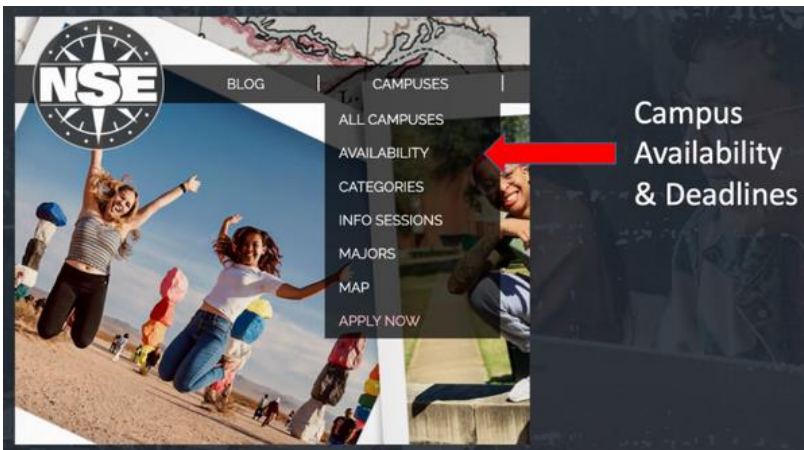 NSE
BLOG | CAMPUSES |
ALL CAMPUSES
AVAILABILITY
CATEGORIES
INFO SESSIONS
MAJORS
MAP
APPLY NOW
Campus
Availability
& Deadlines